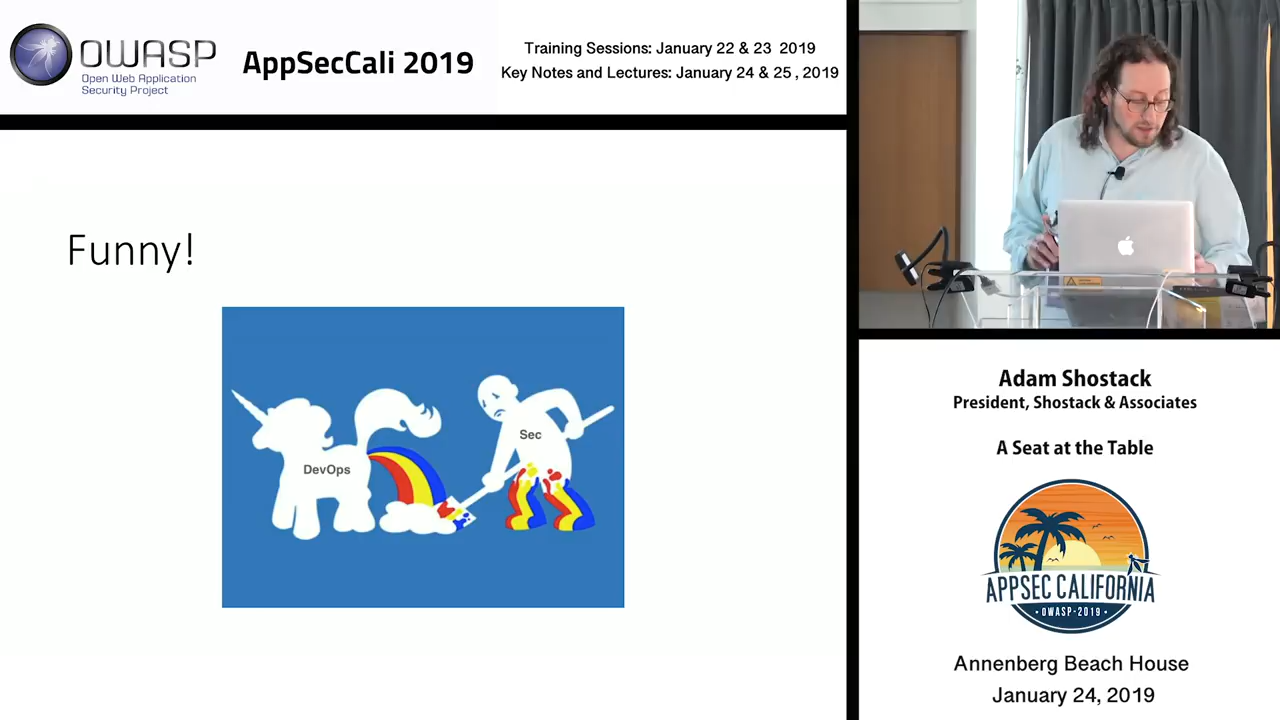 OWASP
Open Web Application
Security Project
AppSecCali 2019
Training Sessions: January 22 & 23 2019
Key Notes and Lectures: January 24 & 25, 2019
Funny!
DevOps
Sec
Adam Shostack
President, Shostack & Associates
A Seat at the Table
APPSEC CALIFORNIA
• OWASP-2019 •
Annenberg Beach House
January 24, 2019